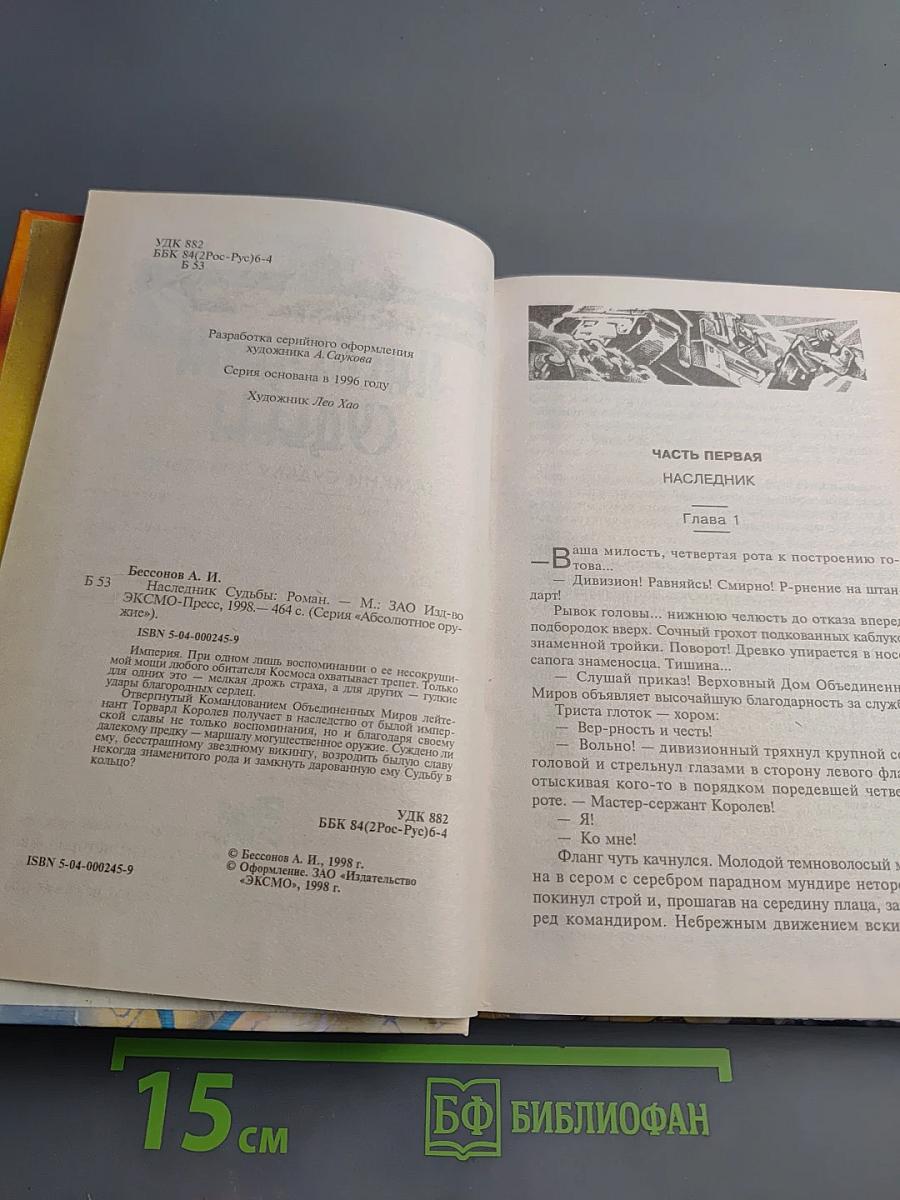 УДК 882
ББК 84(2Рос-Рус)6-4
Б 53
Разработка серийного оформления
художника А.Саукова
Серия основана в 1996 году
Художник Лео Хао
Бессонов А. И.
Б 53 Наследник Судьбы: Роман. — М.: ЗАО Изд-во
ЭКСМО-Пресс, 1998.— 464 с. (Серия «Абсолютное ору-
жие»).
ISBN 5-04-000245-9
Империя. При одном лишь воспоминании о ее несокруши-
мой мощи любого обитателя Космоса охватывает трепет. Только
для одних это — мелкая дрожь страха, а для других — гулкие
удары благородных сердец.
Отвергнутый Командованием Объединенных Миров лейте-
нант Торвард Королев получает в наследство от былой импер-
ской славы не только воспоминания, но и благодаря своему
далекому предку — маршалу могущественное оружие. Суждено ли
ему, бесстрашному звездному викингу, возродить былую славу
некогда знаменитого рода и замкнуть дарованную ему Судьбу в
кольцо?
УДК 882
ББК 84(2Рос-Рус)6-4
© Бессонов А. И., 1998 г.
© Оформление. ЗАО «Издательство
«ЭКСМО», 1998 г.
ISBN 5-04-000245-9
ЧАСТЬ ПЕРВАЯ
НАСЛЕДНИК
Глава 1
— Ваша милость, четвертая рота к построению го-
това...
— Дивизион! Равняйсь! Смирно! Р-рнение на штан-
дарт!
Рывок головы... нижнюю челюсть до отказа вперед
подбородок вверх. Сочный грохот подкованных каблуко
знаменной тройки. Поворот! Древко упирается в носо
сапога знаменосца. Тишина...
— Слушай приказ! Верховный Дом Объединенн
Миров объявляет высочайшую благодарность за служб
Триста глоток — хором:
— Вер-рность и честь!
— Вольно! — дивизионный тряхнул крупной се
головой и стрельнул глазами в сторону левого фла
отыскивая кого-то в порядком поредевшей четве
роте. — Мастер-сержант Королев!
— Я!
— Ко мне!
Фланг чуть качнулся. Молодой темноволосый м
на в сером с серебром парадном мундире неторо
покинул строй и, прошагав на середину плаца, за
ред командиром. Небрежным движением вски
15 см
БФ БИБЛИОФАН